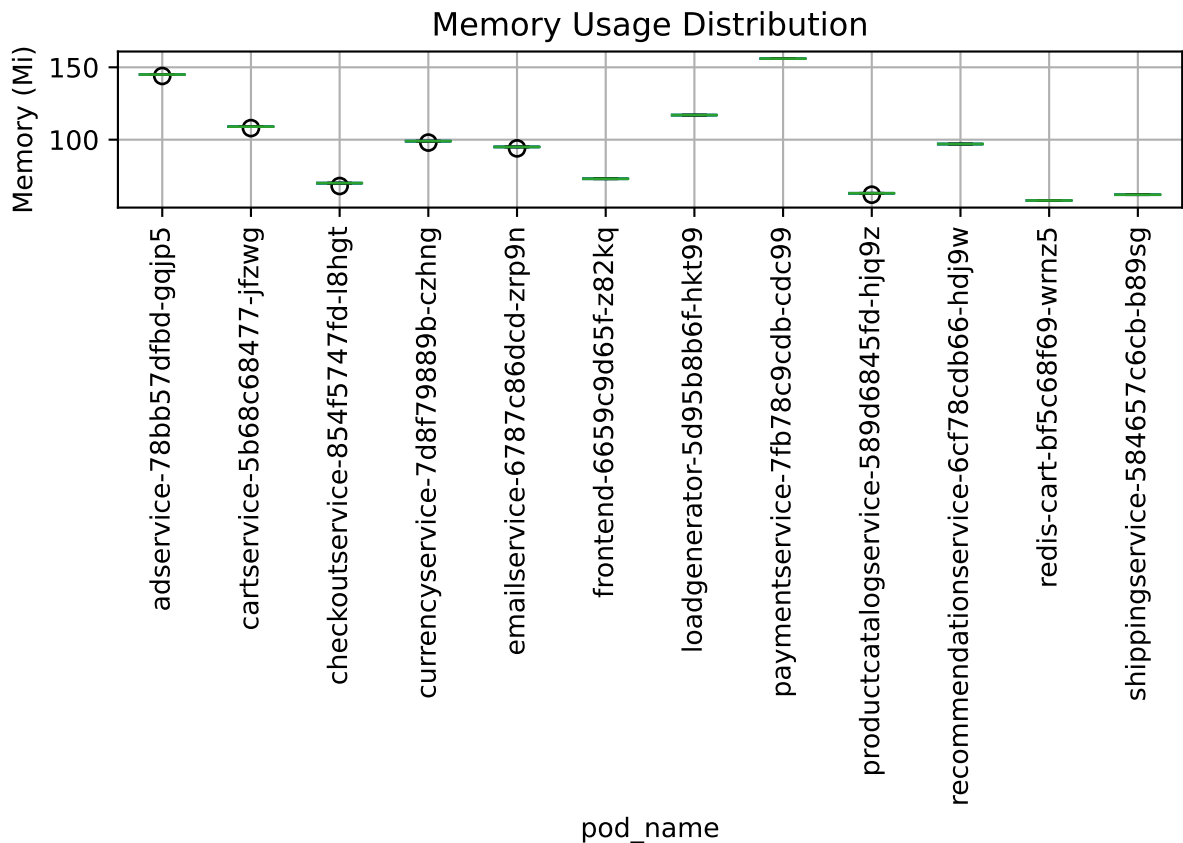 Memory Usage Distribution
Memory (Mi)
150
100
adservice-78bb57dfbd-gqjp5
cartservice-5b68c68477-jfzwg
checkoutservice-854f5747fd-l8hgt
currencyservice-7d8f79889b-czhng
emailservice-6787c86dcd-zrp9n
frontend-6659c9d65f-z82kq
loadgenerator-5d95b8b6f-hkt99
paymentservice-7fb78c9cdb-cdc99
productcatalogservice-589d6845fd-hjq9z
recommendationservice-6cf78cdb66-hdj9w
redis-cart-bf5c68f69-wrnz5
shippingservice-584657c6cb-b89sg
pod_name